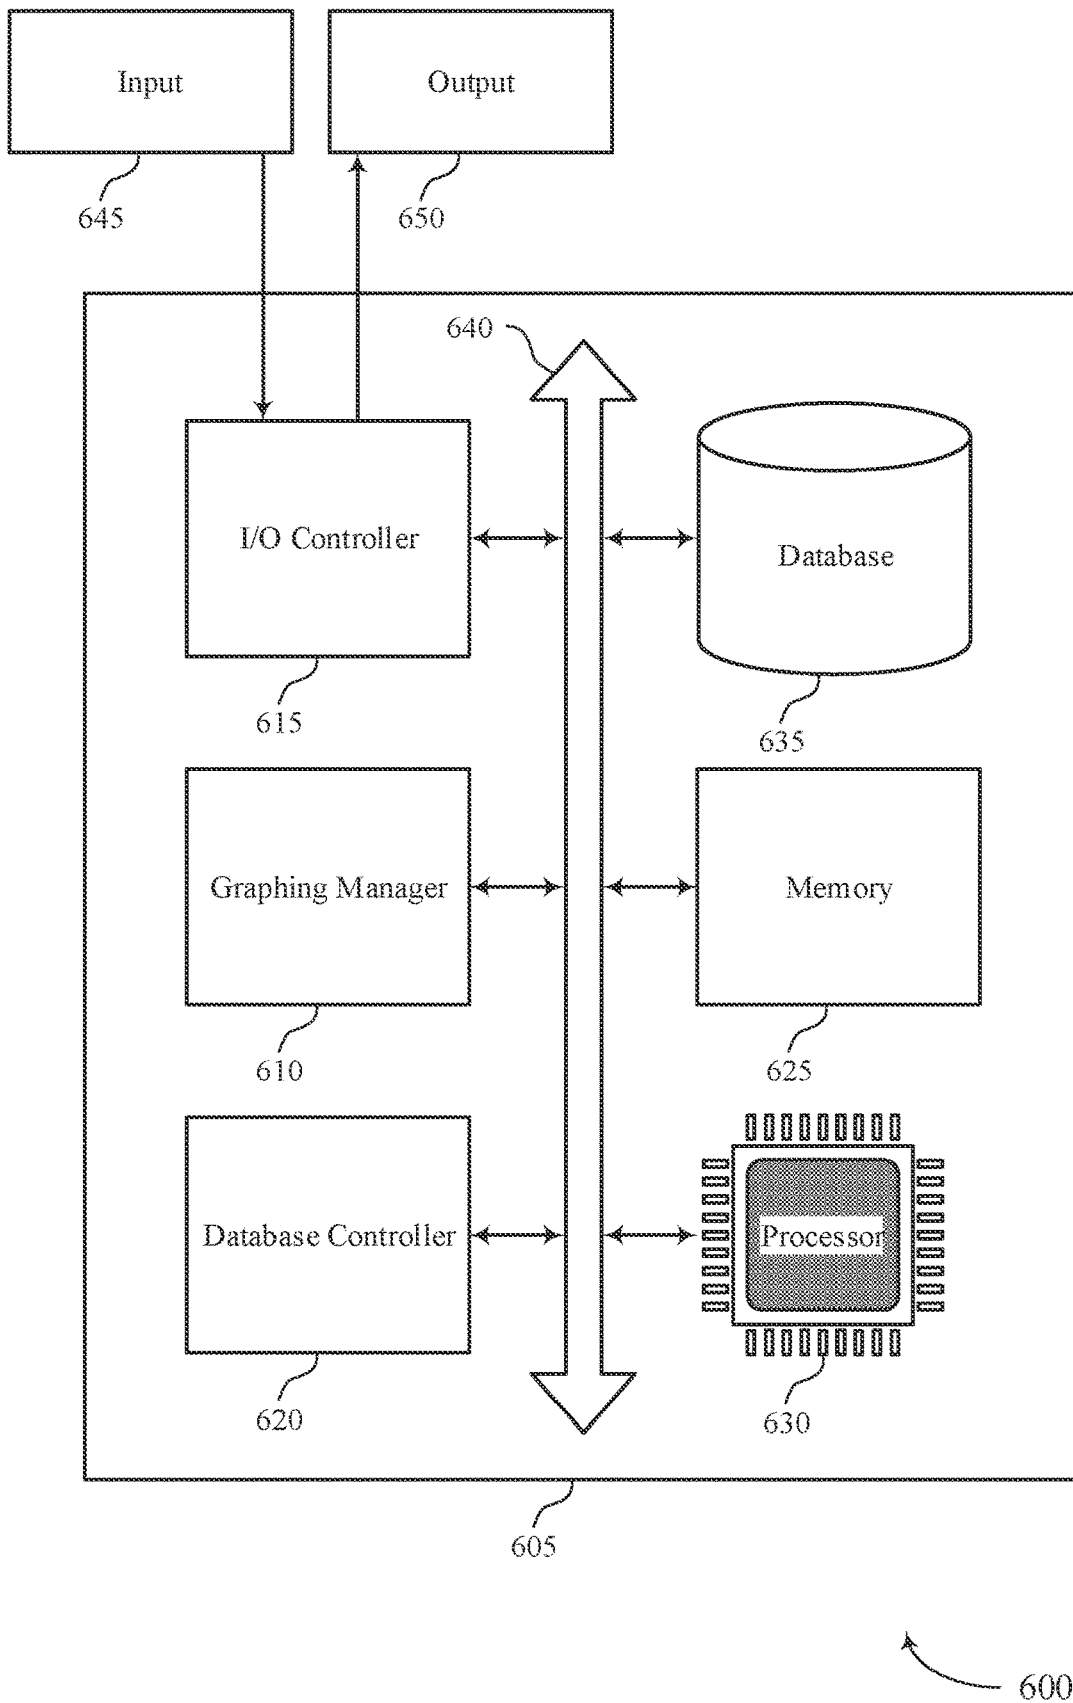 Input
Output
645
650
640
I/O Controller
Database
615
635
Graphing Manager
Memory
610
625
Database Controller
Processor
620
630
605
600